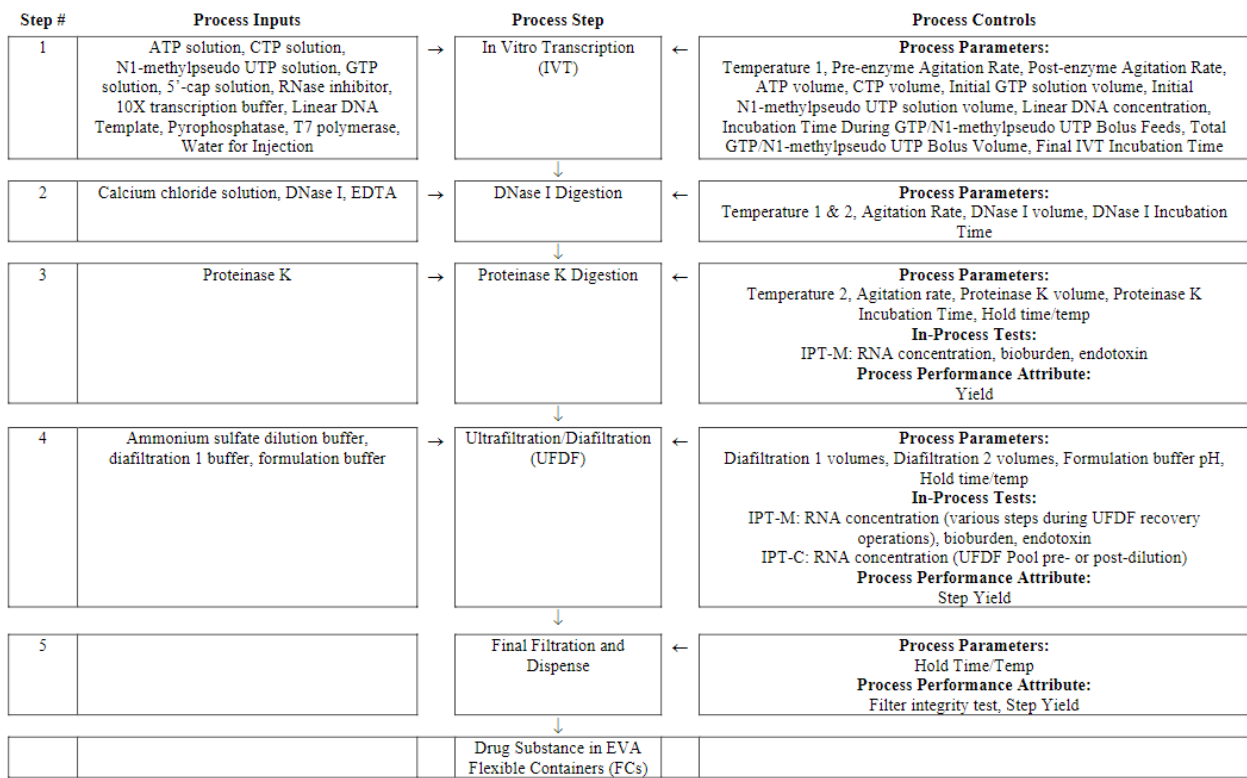 Step # Process Inputs Process Step Process Controls
1
ATP solution, CTP solution,
N1-methylpseudo UTP solution, GTP
solution, 5’-cap solution, RNase inhibitor,
10X transcription buffer, Linear DNA
Template, Pyrophosphatase, T7 polymerase,
Water for Injection
→
In Vitro Transcription
(IVT)
←
Process Parameters:
Temperature 1, Pre-enzyme Agitation Rate, Post-enzyme Agitation Rate,
ATP volume, CTP volume, Initial GTP solution volume, Initial
N1-methylpseudo UTP solution volume, Linear DNA concentration,
Incubation Time During GTP/N1-methylpseudo UTP Bolus Feeds, Total
GTP/N1-methylpseudo UTP Bolus Volume, Final IVT Incubation Time
↓
2
Calcium chloride solution, DNase I, EDTA
→
DNase I Digestion
←
Process Parameters:
Temperature 1 & 2, Agitation Rate, DNase I volume, DNase I Incubation
Time
↓
3
Proteinase K
→
Proteinase K Digestion
←
Process Parameters:
Temperature 2, Agitation rate, Proteinase K volume, Proteinase K
Incubation Time, Hold time/temp
In-Process Tests:
IPT-M: RNA concentration, bioburden, endotoxin
Process Performance Attribute:
Yield
↓
4
Ammonium sulfate dilution buffer,
diafiltration 1 buffer, formulation buffer
→
Ultrafiltration/Diafiltration
(UFDF)
←
Process Parameters:
Diafiltration 1 volumes, Diafiltration 2 volumes, Formulation buffer pH,
Hold time/temp
In-Process Tests:
IPT-M: RNA concentration (various steps during UFDF recovery
operations), bioburden, endotoxin
IPT-C: RNA concentration (UFDF Pool pre- or post-dilution)
Process Performance Attribute:
Step Yield
↓
5
Final Filtration and
Dispense
←
Process Parameters:
Hold Time/Temp
Process Performance Attribute:
Filter integrity test, Step Yield
↓
Drug Substance in EVA
Flexible Containers (FCs)